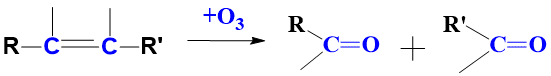 R–C=C–R' +O₃ R C=O + R' C=O